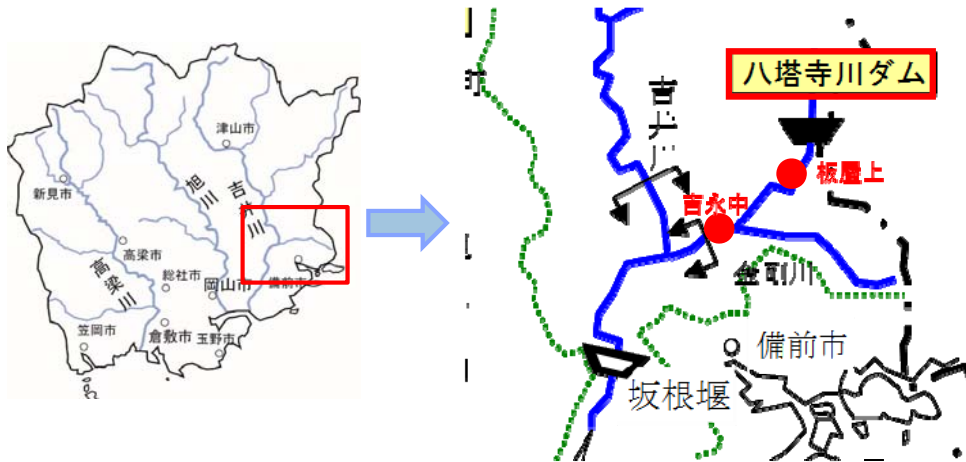 津山市
新見市
旭川
吉井川
高梁市
高梁川
総社市
岡山市
備前市
笠岡市
倉敷市
玉野市
八塔寺川ダム
吉井川
板屋上
吉永中
金剛川
備前市
坂根堰
町